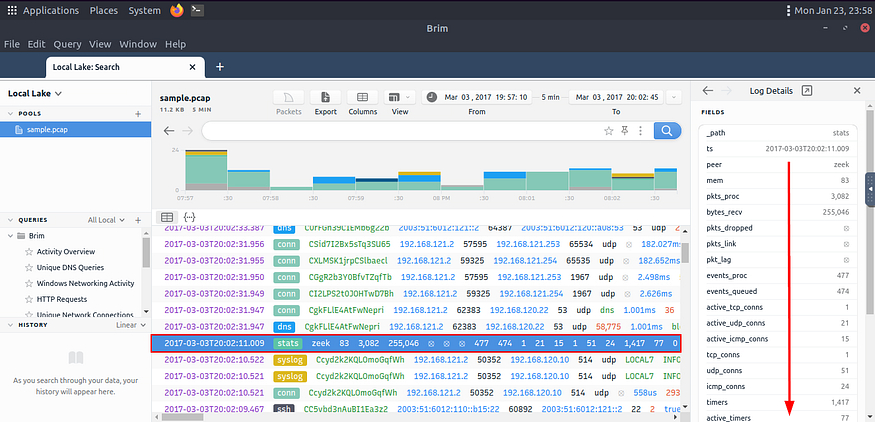 Applications Places System Mon Jan 23, 23:58
Brim
File Edit Query View Window Help
Local Lake: Search
Local Lake
POOLS
sample.pcap
QUERIES All Local
Brim
Activity Overview
Unique DNS Queries
Windows Networking Activity
HTTP Requests
Unique Network Connections
HISTORY Linear
As you search through your data, your
history will appear here.
sample.pcap
11.2 KB 5 MIN
Packets Export Columns View
Mar 03 , 2017 19:57:10 5 min Mar 03 , 2017 20:02:45
From To
07:57 :30 07:58 :30 07:59 :30 08 PM :30 08:01 :30 08:02 :30
2017-03-03T20:02:33.387 dns 64387 2003:51:6012:121::2 53 udp
2017-03-03T20:02:31.956 conn CSid7I2Bx5sTq3SU65 192.168.121.2 57595 192.168.121.253 65534 udp 182.027ms
2017-03-03T20:02:31.956 conn CXLMSK1jrpCSlbaecl 192.168.121.2 59325 192.168.121.254 65535 udp 182.652ms
2017-03-03T20:02:31.950 conn CGgR2b3YOBfvTZqfTb 192.168.121.2 57595 192.168.121.253 1967 udp 2.498ms
2017-03-03T20:02:31.949 conn CI2LPS2t0JOHTwD7Bh 192.168.121.2 59325 192.168.121.254 1967 udp 2.626ms
2017-03-03T20:02:31.947 conn CgkFLlE4AtFwNepri 192.168.121.2 62383 192.168.120.22 53 udp dns 1.001ms 36
2017-03-03T20:02:31.947 dns CgkFLlE4AtFwNepri 192.168.121.2 62383 192.168.120.22 53 udp 58,775 1.001ms
2017-03-03T20:02:11.009 stats zeek 83 3,082 255,046 477 474 1 21 15 1 51 24 1,417 77 0
2017-03-03T20:02:10.522 syslog Ccyd2k2KQLOmoGqfWh 192.168.121.2 50352 192.168.120.10 514 udp LOCAL7 INFO
2017-03-03T20:02:10.521 syslog Ccyd2k2KQLOmoGqfWh 192.168.121.2 50352 192.168.120.10 514 udp LOCAL7 INFO
2017-03-03T20:02:10.521 conn Ccyd2k2KQLOmoGqfWh 192.168.121.2 50352 192.168.120.10 514 udp 558us 293
2017-03-03T20:02:09.467 ssh CC5vbd3nAuBI1Ea3z2 2003:51:6012:110::b15:22 60892 2003:51:6012:121::2 22 2 true
Log Details
FIELDS
_path stats
ts 2017-03-03T20:02:11.009
peer zeek
mem 83
pkts_proc 3,082
bytes_recv 255,046
pkts_dropped
pkts_link
pkt_lag
events_proc 477
events_queued 474
active_tcp_conns 1
active_udp_conns 21
active_icmp_conns 15
tcp_conns 1
udp_conns 51
icmp_conns 24
timers 1,417
active_timers 77